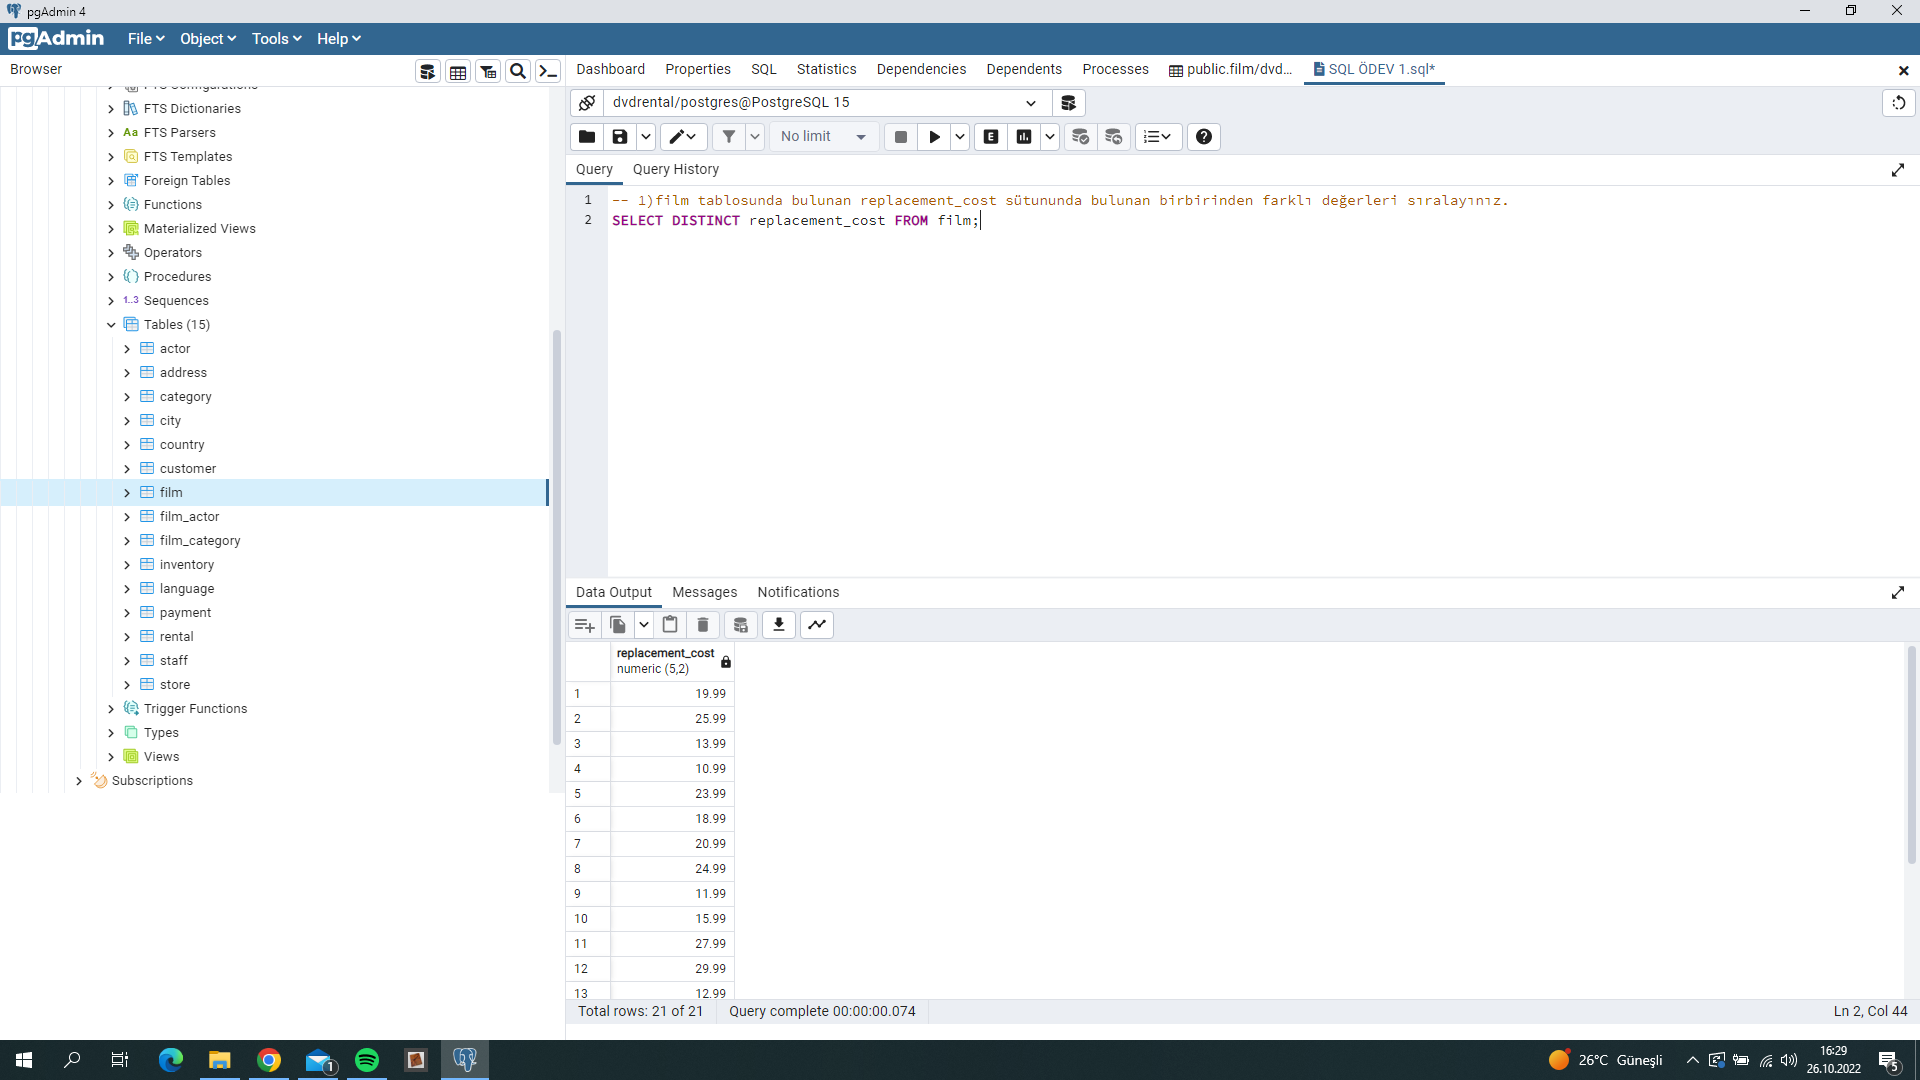 pgAdmin 4
pgAdmin File Object Tools Help
Browser
FTS Configurations
FTS Dictionaries
Aa FTS Parsers
FTS Templates
Foreign Tables
Functions
Materialized Views
Operators
Procedures
1..3 Sequences
Tables (15)
actor
address
category
city
country
customer
film
film_actor
film_category
inventory
language
payment
rental
staff
store
Trigger Functions
Types
Views
Subscriptions
Dashboard Properties SQL Statistics Dependencies Dependents Processes public.film/dvd... SQL ÖDEV 1.sql*
dvdrental/postgres@PostgreSQL 15
No limit E
Query Query History
1 -- 1)film tablosunda bulunan replacement_cost sütununda bulunan birbirinden farklı değerleri sıralayınız.
2 SELECT DISTINCT replacement_cost FROM film;
Data Output Messages Notifications
replacement_cost
numeric (5,2)
1 19.99
2 25.99
3 13.99
4 10.99
5 23.99
6 18.99
7 20.99
8 24.99
9 11.99
10 15.99
11 27.99
12 29.99
13 12.99
Total rows: 21 of 21 Query complete 00:00:00.074 Ln 2, Col 44
1
26°C Güneşli
16:29
26.10.2022
5